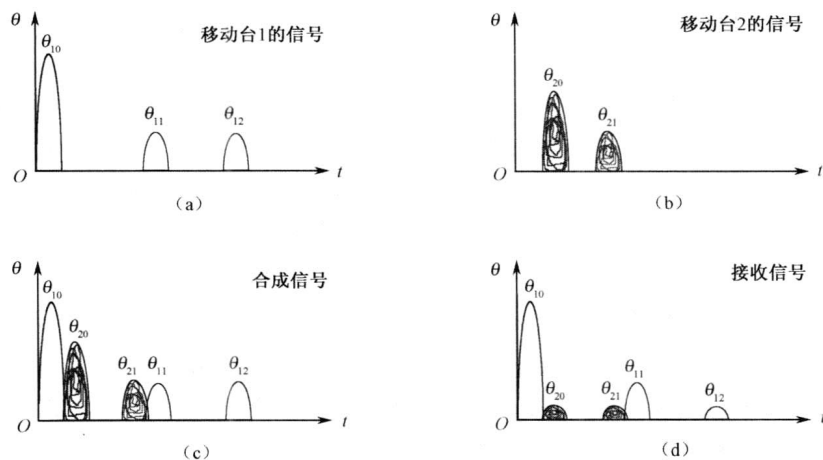 θ
移动台1的信号
θ₁₀
θ₁₁
θ₁₂
O
t
(a)
θ
移动台2的信号
θ₂₀
θ₂₁
O
t
(b)
θ
合成信号
θ₁₀
θ₂₀
θ₂₁ θ₁₁
θ₁₂
O
t
(c)
θ
接收信号
θ₁₀
θ₂₀
θ₂₁
θ₁₁
θ₁₂
O
t
(d)